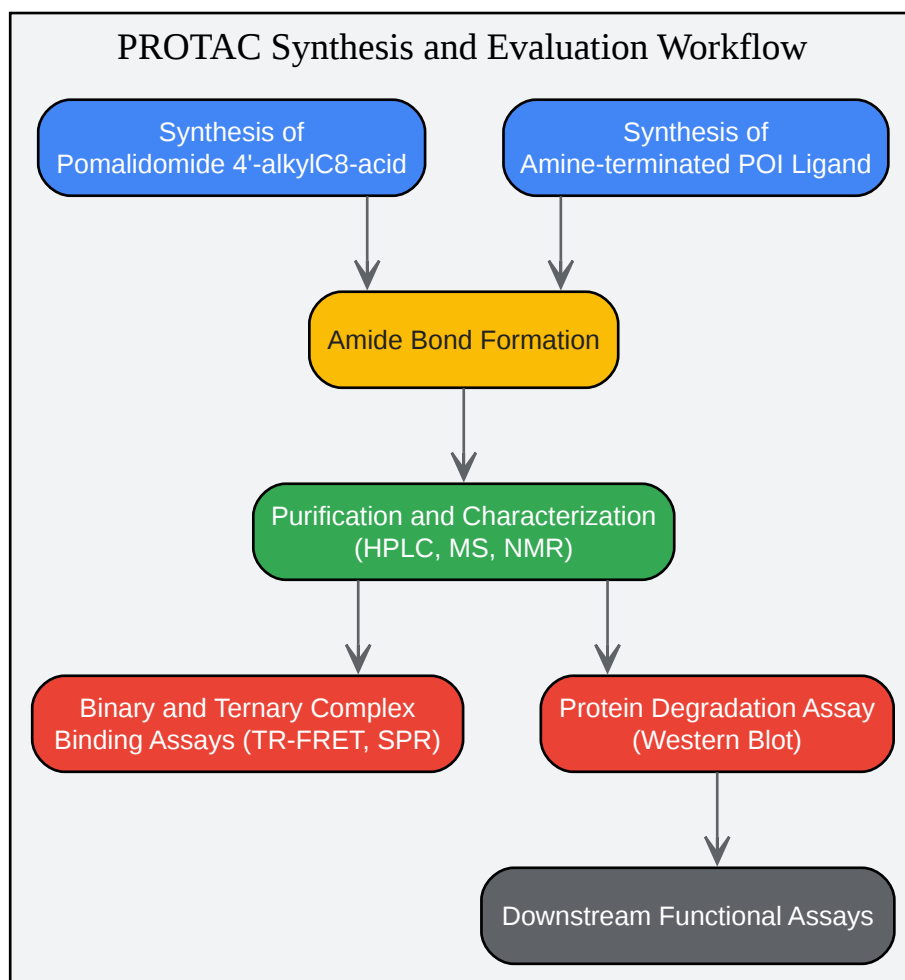 PROTAC Synthesis and Evaluation Workflow
Synthesis of
Pomalidomide 4'-alkylC8-acid
Synthesis of
Amine-terminated POI Ligand
Amide Bond Formation
Purification and Characterization
(HPLC, MS, NMR)
Binary and Ternary Complex
Binding Assays (TR-FRET, SPR)
Protein Degradation Assay
(Western Blot)
Downstream Functional Assays